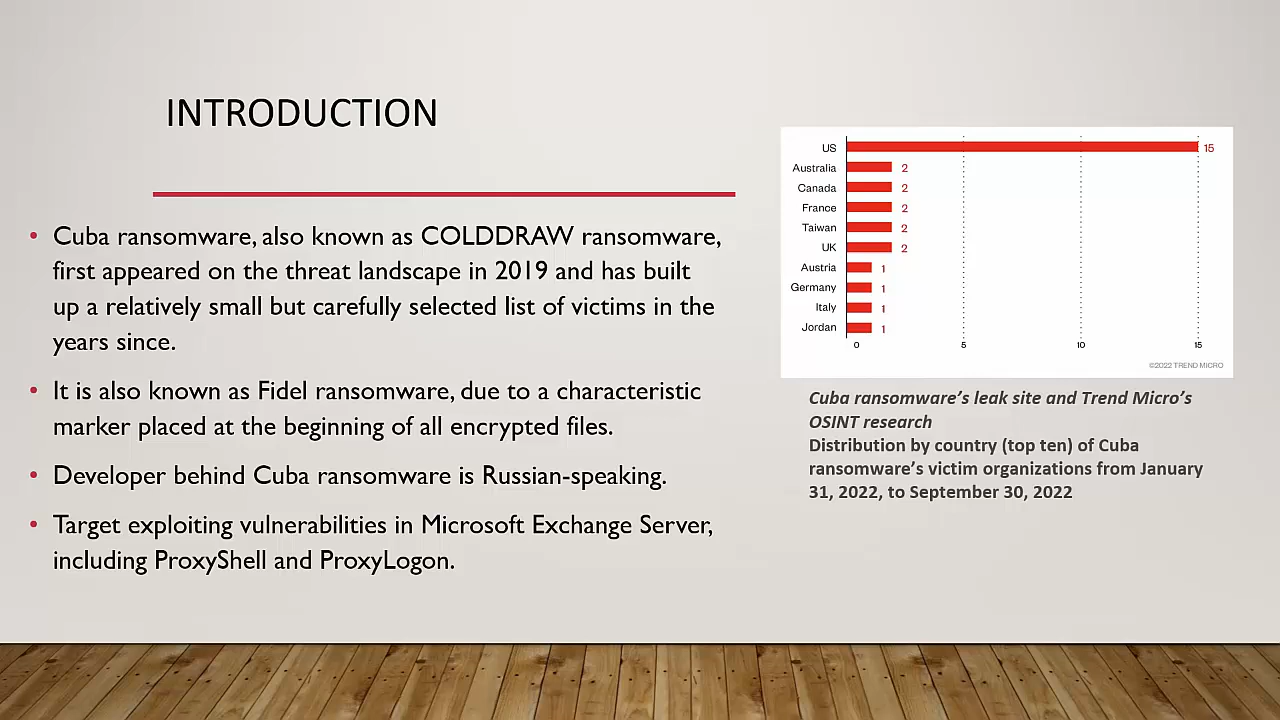 INTRODUCTION
• Cuba ransomware, also known as COLDDRAW ransomware,
first appeared on the threat landscape in 2019 and has built
up a relatively small but carefully selected list of victims in the
years since.
• It is also known as Fidel ransomware, due to a characteristic
marker placed at the beginning of all encrypted files.
• Developer behind Cuba ransomware is Russian-speaking.
• Target exploiting vulnerabilities in Microsoft Exchange Server,
including ProxyShell and ProxyLogon.
US 15
Australia 2
Canada 2
France 2
Taiwan 2
UK 2
Austria 1
Germany 1
Italy 1
Jordan 1
0 5 10 15
©2022 TREND MICRO
Cuba ransomware's leak site and Trend Micro's
OSINT research
Distribution by country (top ten) of Cuba
ransomware's victim organizations from January
31, 2022, to September 30, 2022